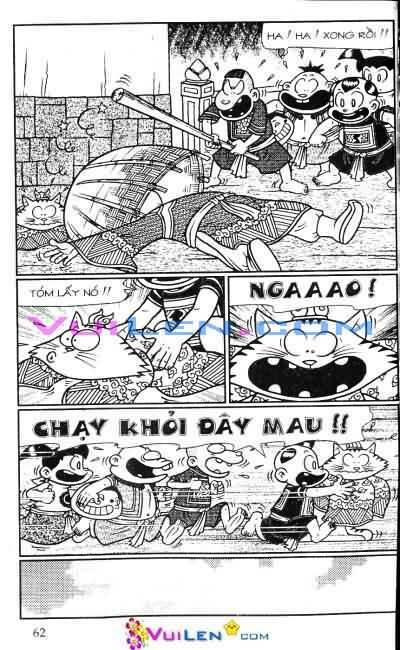 HA! HA! XONG RỒI!!
TÓM LẤY NÓ!!
NGAAAO!
VUILEN.COM
CHẠY KHỎI ĐÂY MAU!!
62
VUILEN COM